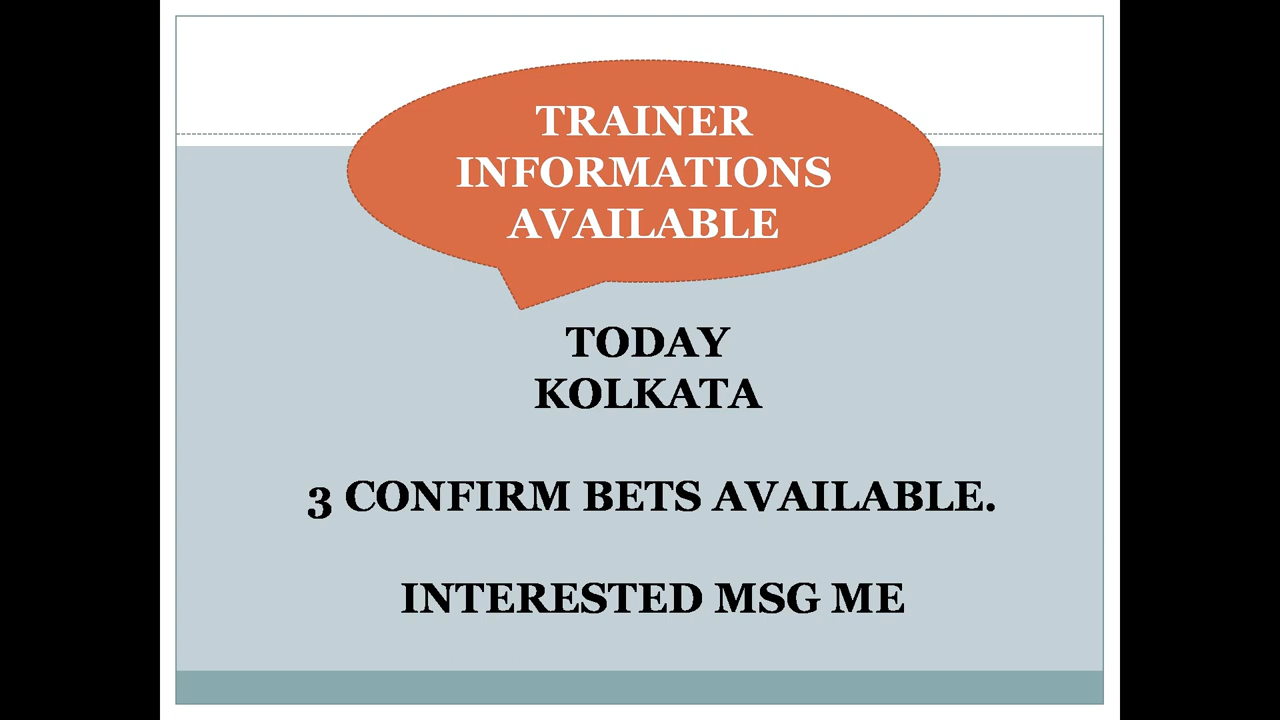 TRAINER
INFORMATIONS
AVAILABLE
TODAY
KOLKATA
3 CONFIRM BETS AVAILABLE.
INTERESTED MSG ME